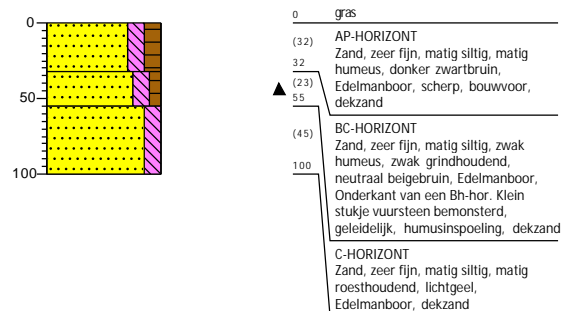 0
50
100
0 gras
(32)
32
(23)
55
(45)
100
AP-HORIZONT
Zand, zeer fijn, matig siltig, matig
humeus, donker zwartbruin,
Edelmanboor, scherp, bouwvoor,
dekzand
BC-HORIZONT
Zand, zeer fijn, matig siltig, zwak
humeus, zwak grindhoudend,
neutraal beigebruin, Edelmanboor,
Onderkant van een Bh-hor. Klein
stukje vuursteen bemonsterd,
geleidelijk, humusinspoeling, dekzand
C-HORIZONT
Zand, zeer fijn, matig siltig, matig
roesthoudend, lichtgeel,
Edelmanboor, dekzand